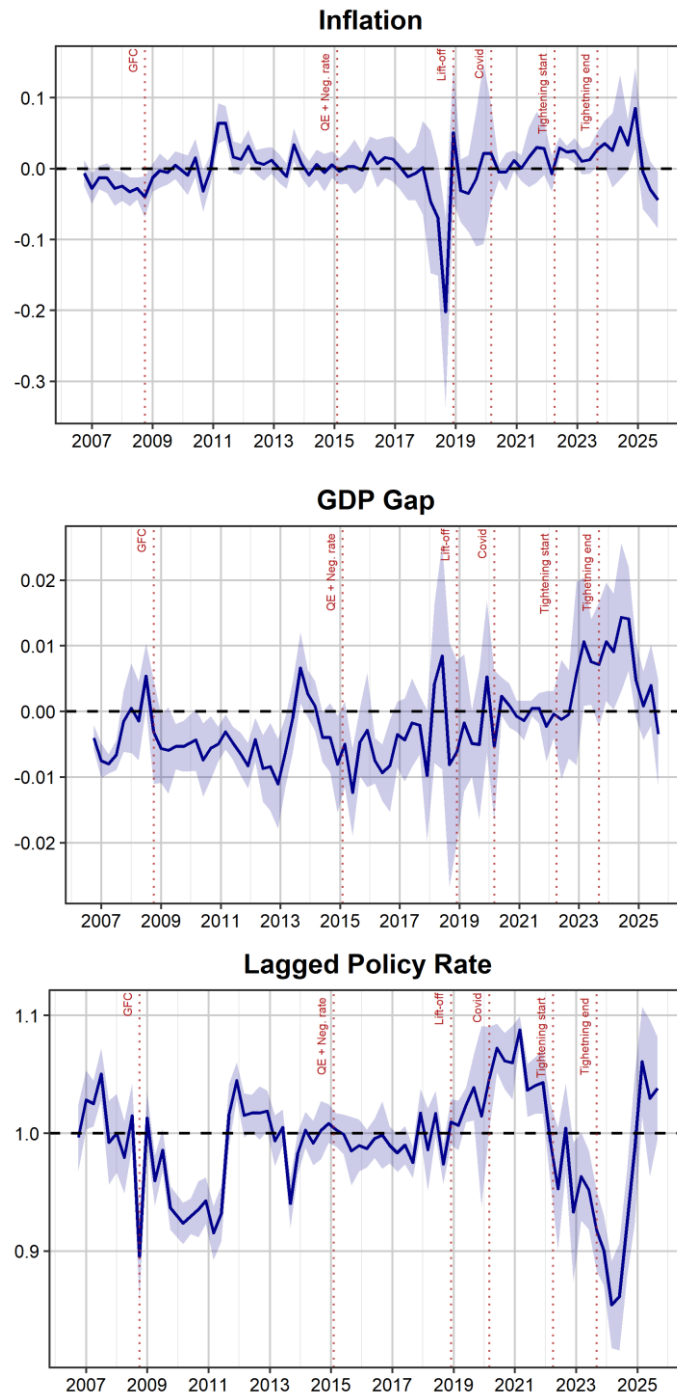 Inflation
GFC
QE + Neg. rate
Lift-off
Covid
Tightening start
Tighetning end
0.1
0.0
-0.1
-0.2
-0.3
2007 2009 2011 2013 2015 2017 2019 2021 2023 2025
GDP Gap
GFC
QE + Neg. rate
Lift-off
Covid
Tightening start
Tighetning end
0.02
0.01
0.00
-0.01
-0.02
2007 2009 2011 2013 2015 2017 2019 2021 2023 2025
Lagged Policy Rate
GFC
QE + Neg. rate
Lift-off
Covid
Tightening start
Tighetning end
1.1
1.0
0.9
2007 2009 2011 2013 2015 2017 2019 2021 2023 2025